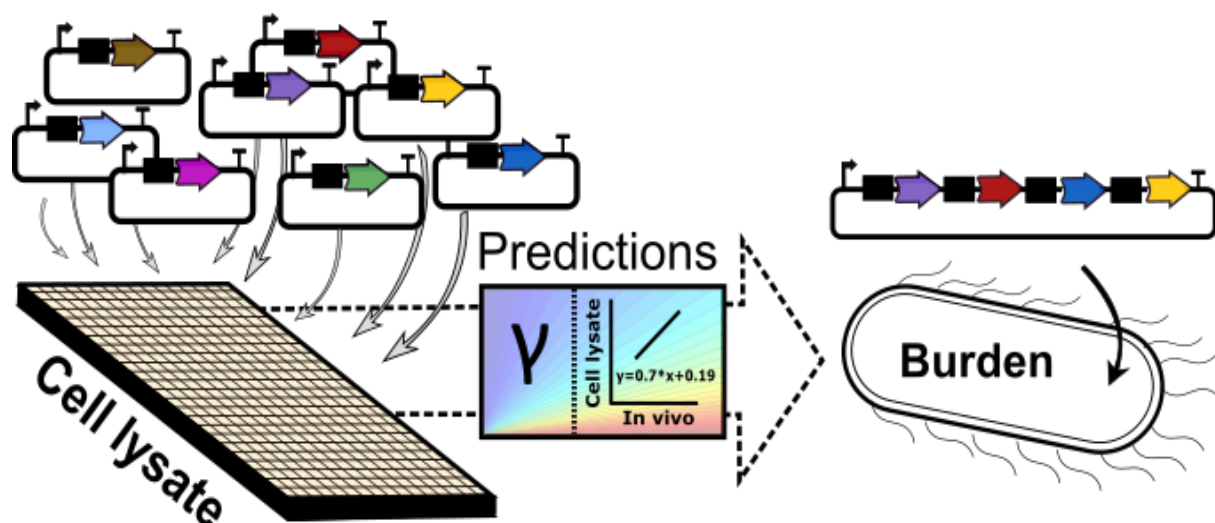 Predictions
γ
Cell lysate
y=0.7*x+0.19
In vivo
Cell lysate
Burden